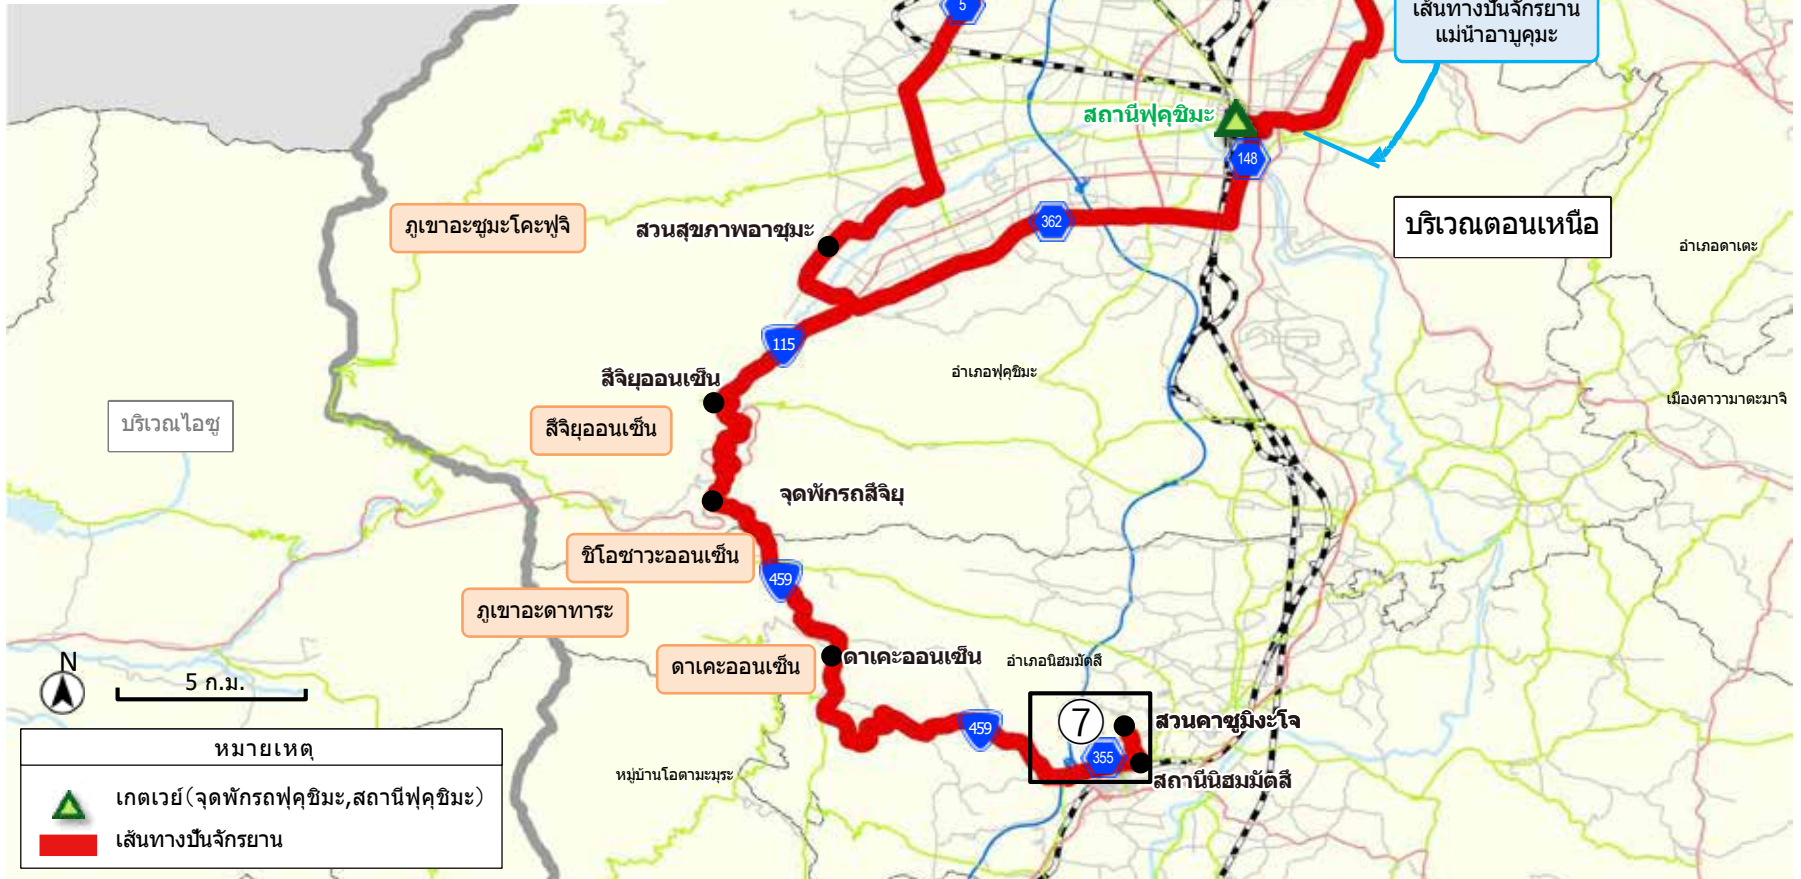 5
เส้นทางปั่นจักรยาน
แม่น้ำอาบูคุมะ
สถานีฟุคุชิมะ
148
ภูเขาอะซูมะโคะฟูจิ
สวนสุขภาพอาซุมะ
362
บริเวณตอนเหนือ
อำเภอดาเตะ
115
อำเภอฟุคุชิมะ
สึจิยุออนเซ็น
เมืองคาวามาตะมาจิ
บริเวณไอซู
สึจิยุออนเซ็น
จุดพักรถสึจิยุ
ชิโอซาวะออนเซ็น
459
ภูเขาอะดาทาระ
ดาเคะออนเซ็น
ดาเคะออนเซ็น
อำเภอนิฮมมัตสึ
N
5 ก.ม.
7
สวนคาซูมิงะโจ
459
355
สถานีนิฮมมัตสึ
หมู่บ้านโอตามะมุระ
หมายเหตุ
เกตเวย์(จุดพักรถฟุคุชิมะ,สถานีฟุคุชิมะ)
เส้นทางปั่นจักรยาน